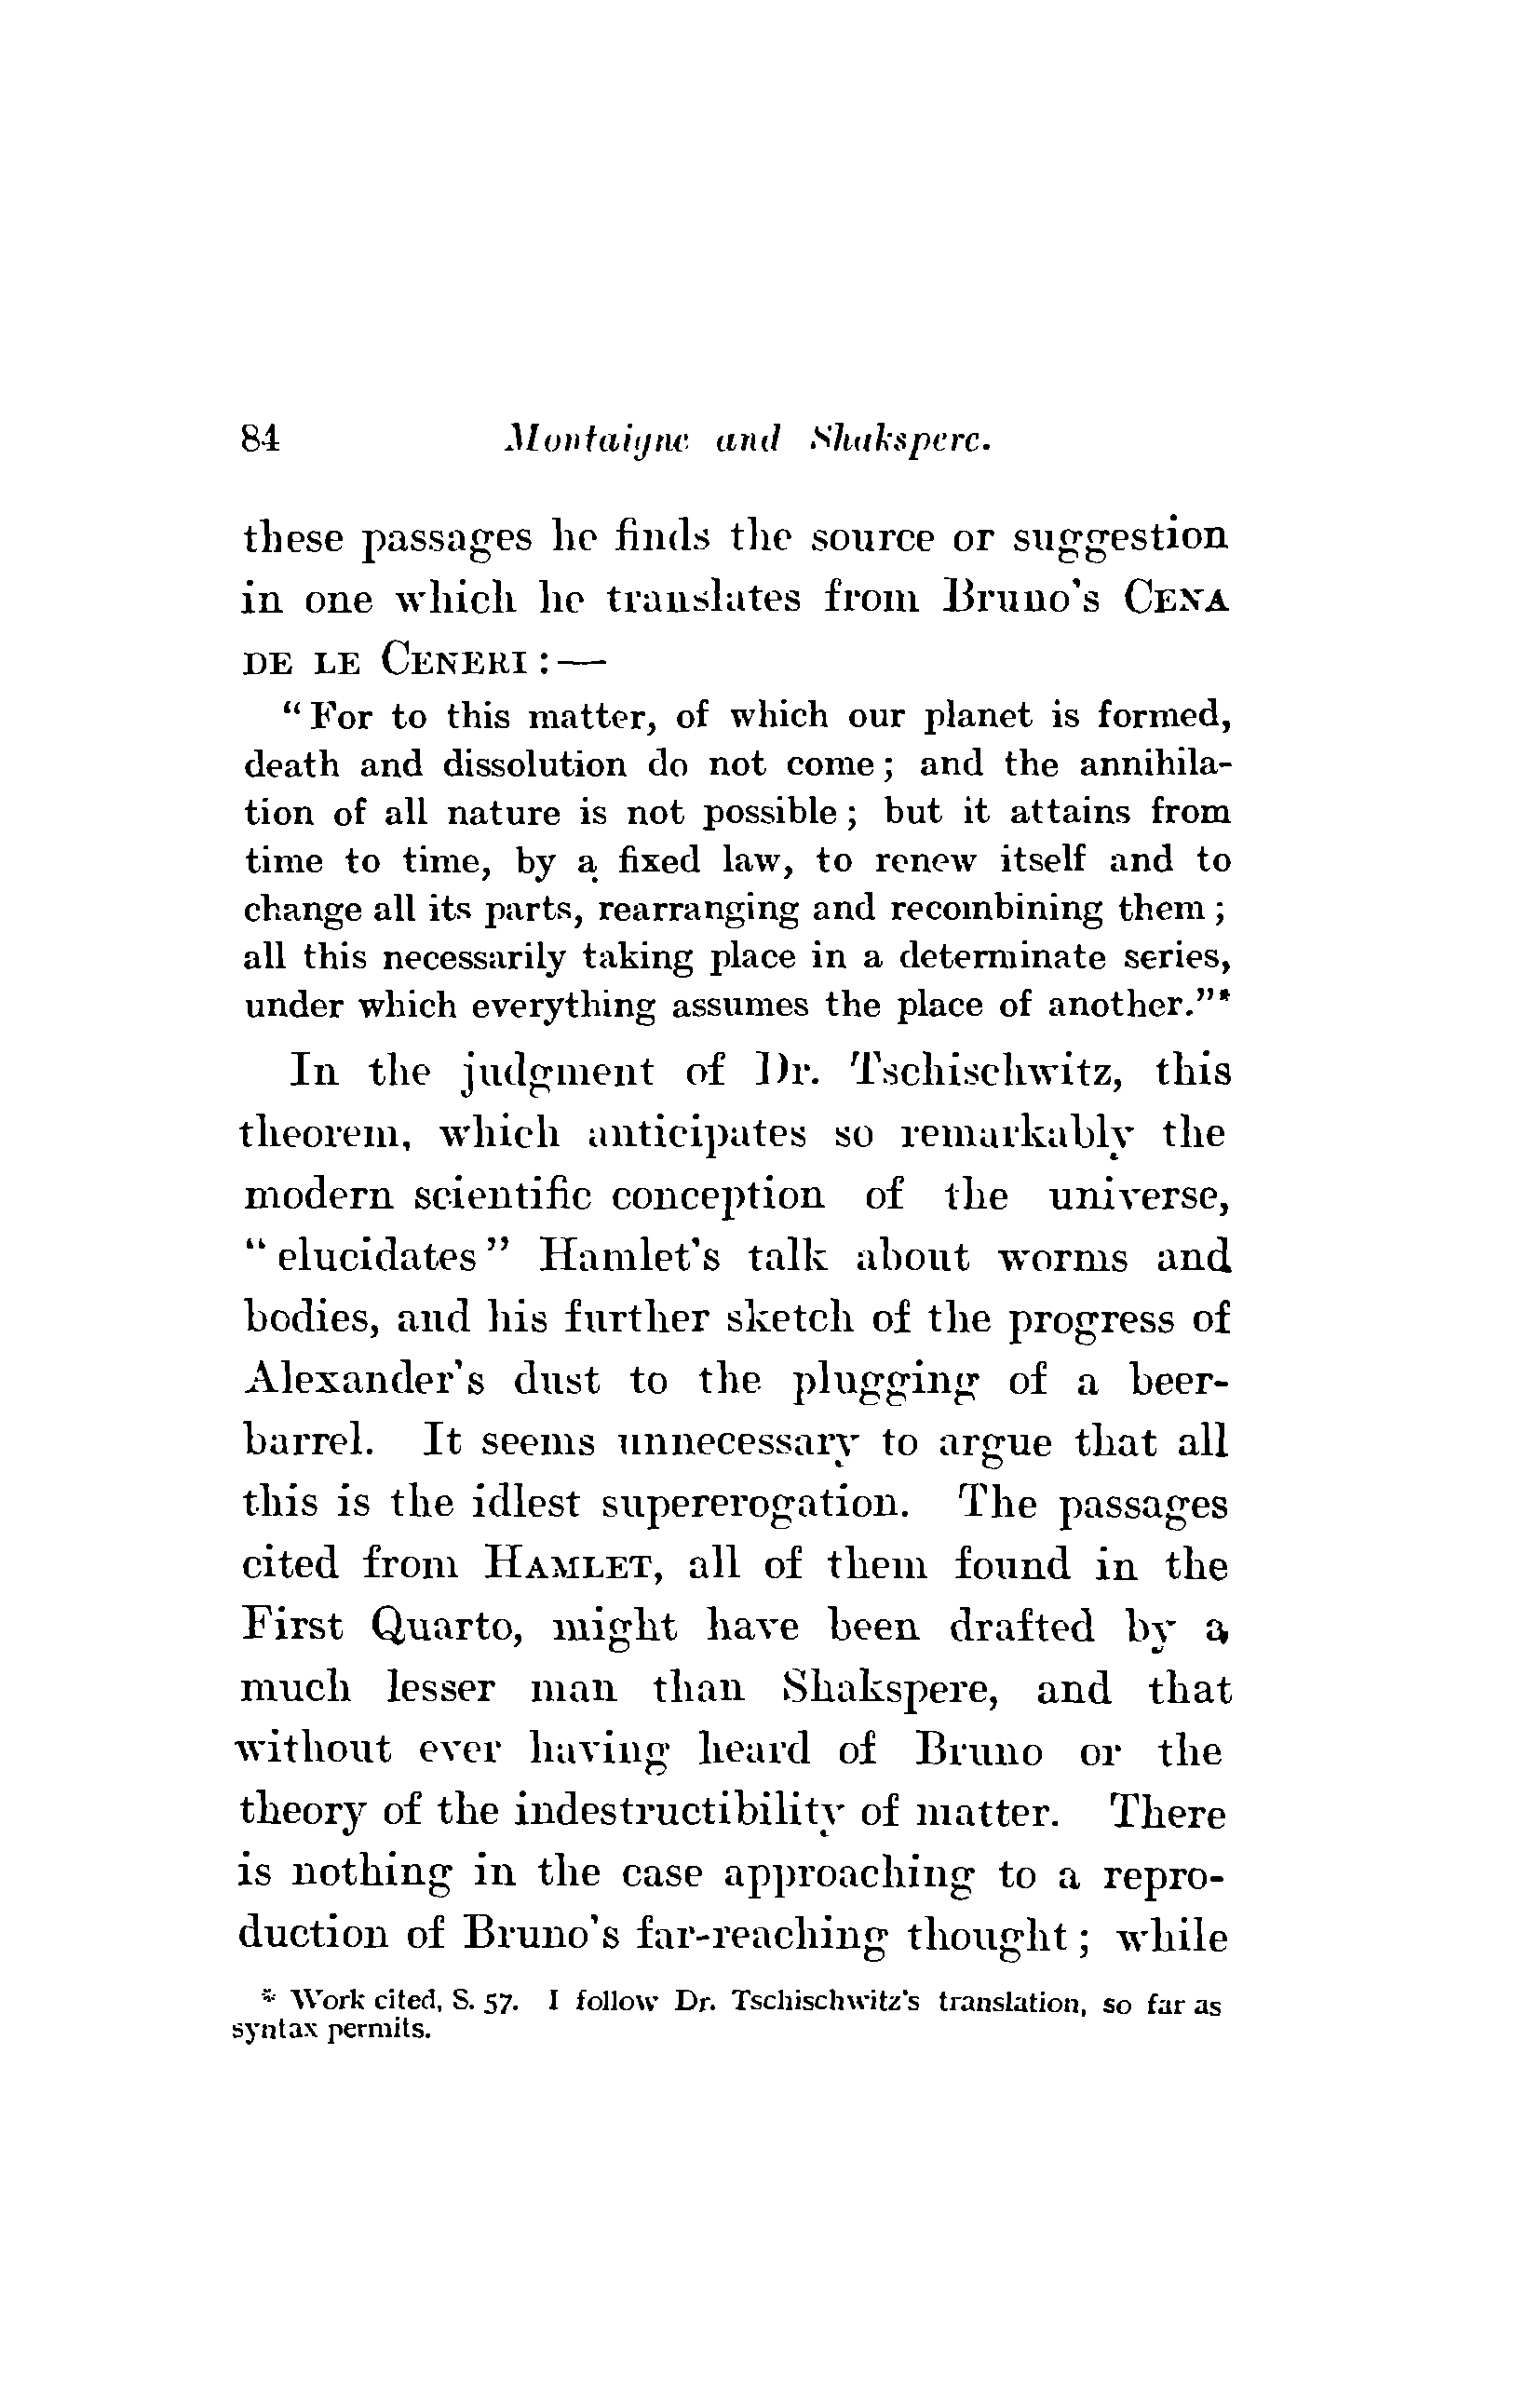 84 Montaigne and Shakspere.
these passages he finds the source or suggestion
in one which he translates from Bruno's CENA
DE LE CENERI :—
" For to this matter, of which our planet is formed,
death and dissolution do not come ; and the annihila-
tion of all nature is not possible ; but it attains from
time to time, by a fixed law, to renew itself and to
change all its parts, rearranging and recombining them ;
all this necessarily taking place in a determinate series,
under which everything assumes the place of another."*
In the judgment of Dr. Tschischwitz, this
theorem, which anticipates so remarkably the
modern scientific conception of the universe,
" elucidates " Hamlet's talk about worms and
bodies, and his further sketch of the progress of
Alexander's dust to the plugging of a beer-
barrel. It seems unnecessary to argue that all
this is the idlest supererogation. The passages
cited from HAMLET, all of them found in the
First Quarto, might have been drafted by a
much lesser man than Shakspere, and that
without ever having heard of Bruno or the
theory of the indestructibility of matter. There
is nothing in the case approaching to a repro-
duction of Bruno's far-reaching thought ; while
* Work cited, S. 57. I follow Dr. Tschischwitz's translation, so far as
syntax permits.